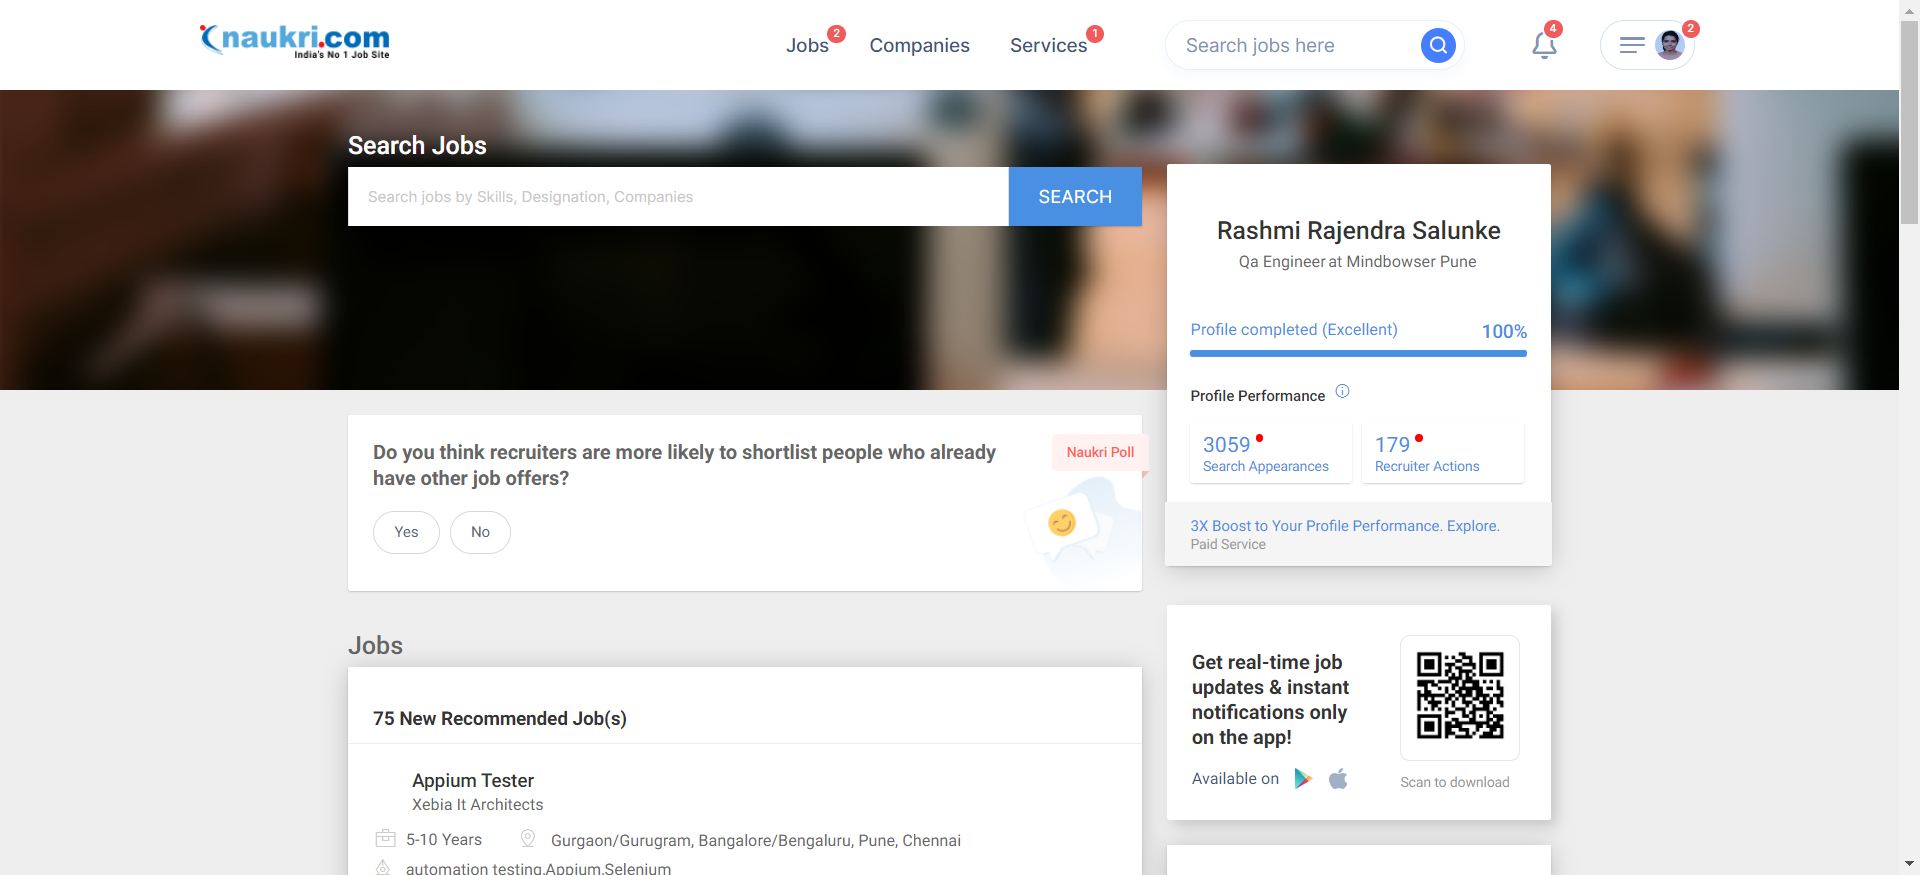 naukri.com
India's No 1 Job Site
Jobs 2
Companies
Services 1
Search jobs here
4
2
Search Jobs
Search jobs by Skills, Designation, Companies
SEARCH
Rashmi Rajendra Salunke
Qa Engineer at Mindbowser Pune
Profile completed (Excellent) 100%
Profile Performance
3059
Search Appearances
179
Recruiter Actions
3X Boost to Your Profile Performance. Explore.
Paid Service
Do you think recruiters are more likely to shortlist people who already
have other job offers?
Naukri Poll
Yes
No
Jobs
75 New Recommended Job(s)
Appium Tester
Xebia It Architects
5-10 Years
Gurgaon/Gurugram, Bangalore/Bengaluru, Pune, Chennai
automation testing,Appium,Selenium
Get real-time job
updates & instant
notifications only
on the app!
Available on
Scan to download